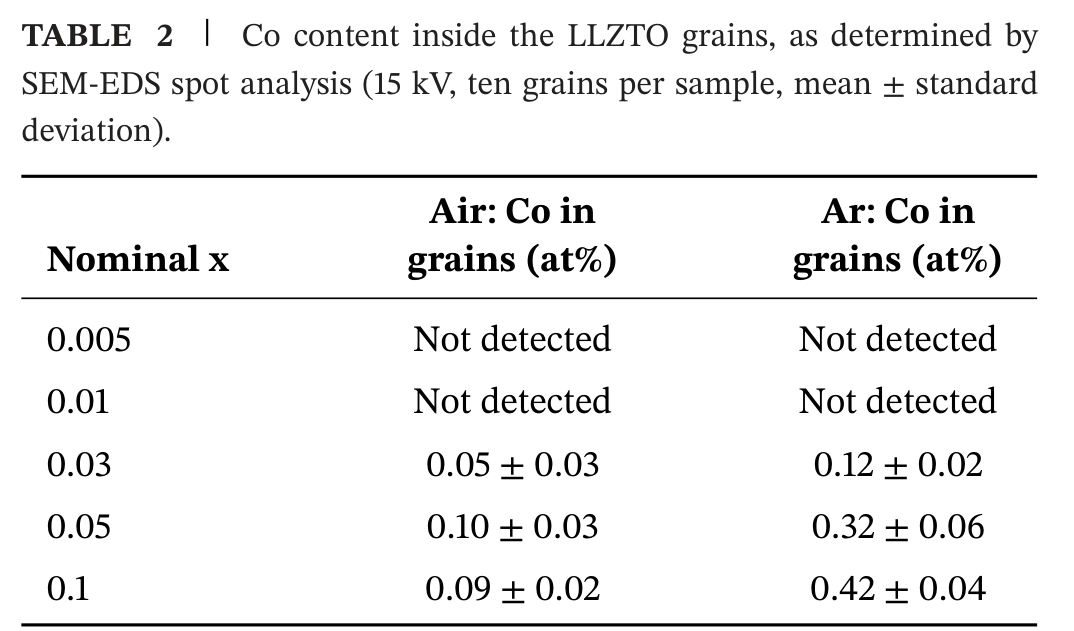 TABLE 2 | Co content inside the LLZTO grains, as determined by
SEM-EDS spot analysis (15 kV, ten grains per sample, mean ± standard
deviation).
Nominal x Air: Co in grains (at%) Ar: Co in grains (at%)
0.005 Not detected Not detected
0.01 Not detected Not detected
0.03 0.05 ± 0.03 0.12 ± 0.02
0.05 0.10 ± 0.03 0.32 ± 0.06
0.1 0.09 ± 0.02 0.42 ± 0.04